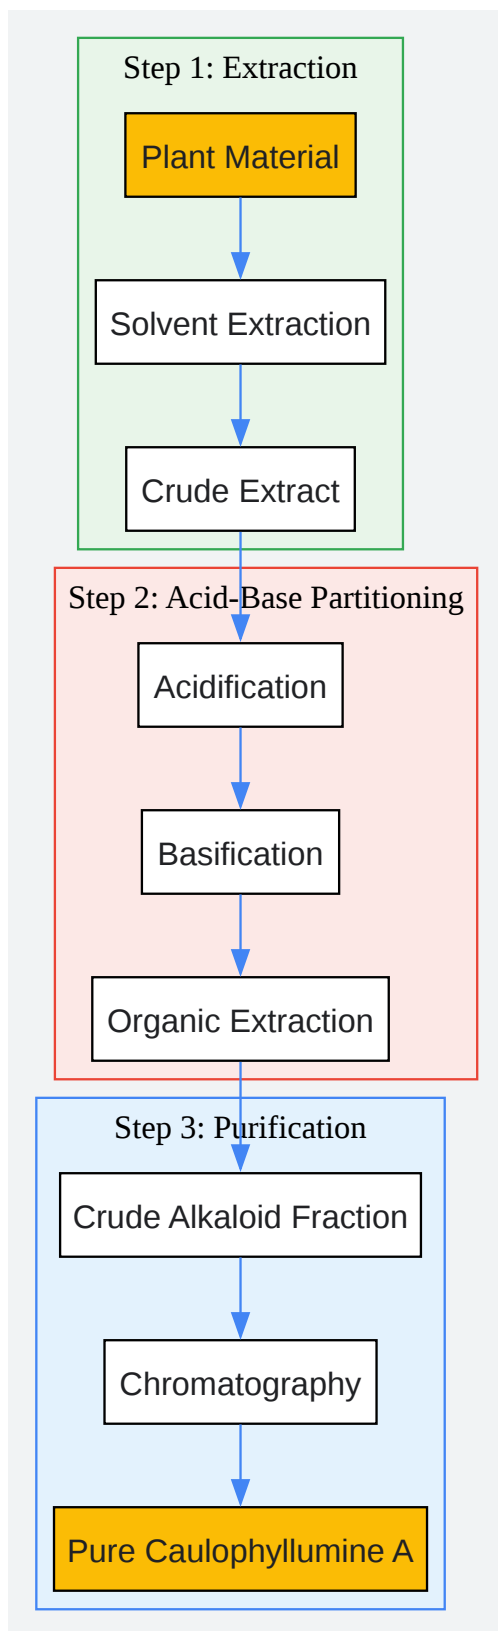 Step 1: Extraction
Plant Material
Solvent Extraction
Crude Extract
Step 2: Acid-Base Partitioning
Acidification
Basification
Organic Extraction
Step 3: Purification
Crude Alkaloid Fraction
Chromatography
Pure Caulophyllumine A